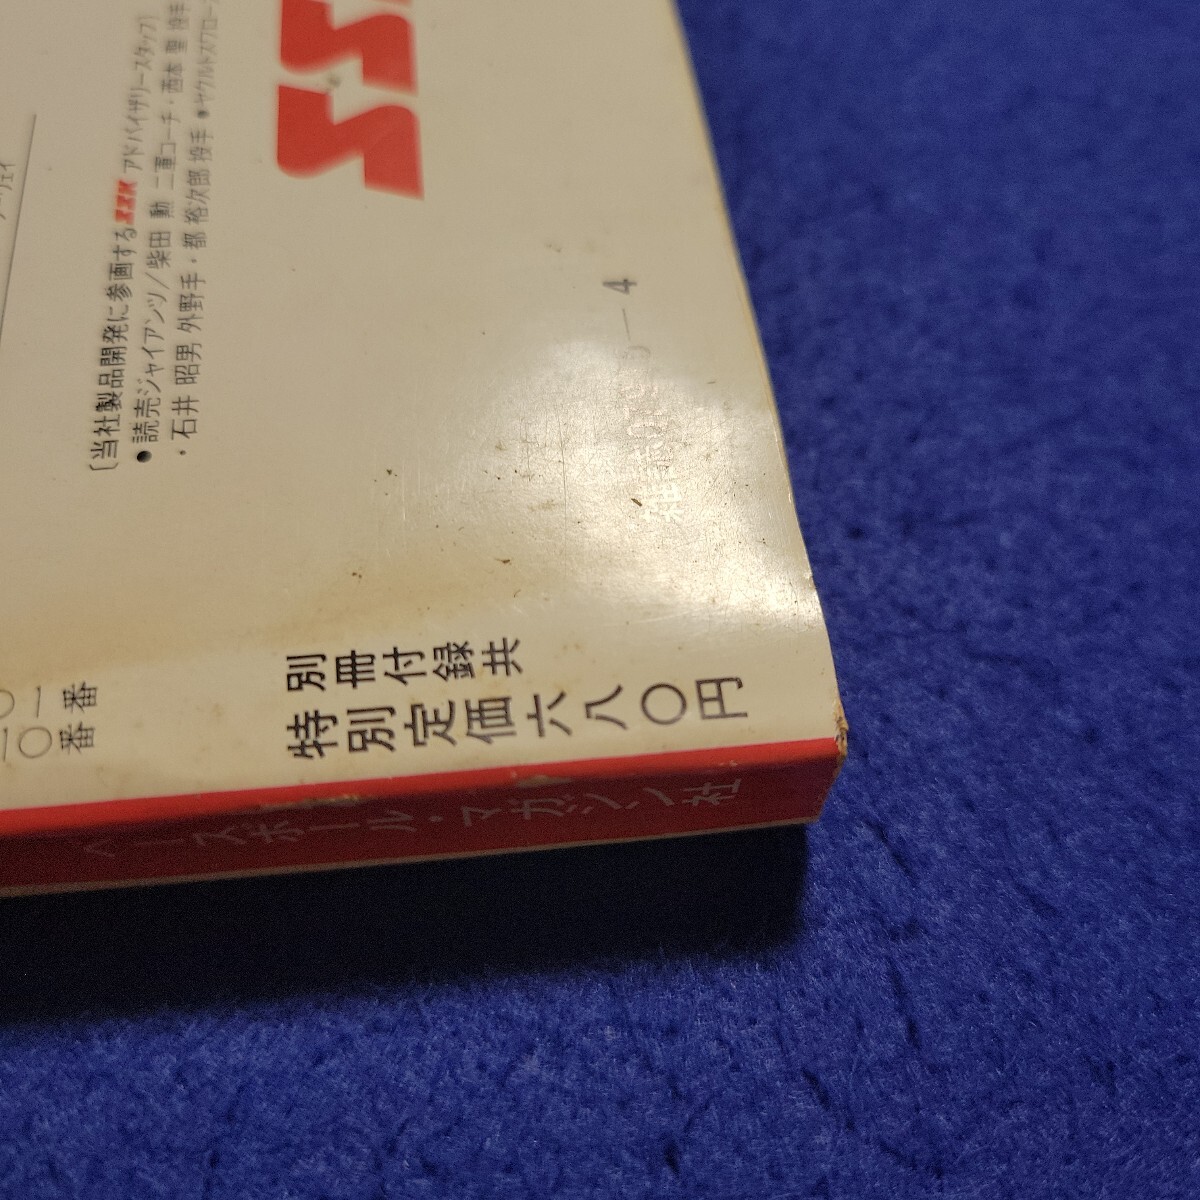 SSK
〔当社製品開発に参画するSSK アドバイザリースタッフ〕
●読売ジャイアンツ/柴田 勲 二軍コーチ・西本 聖 投手
・石井 昭男 外野手・都 裕次郎 投手 ●ヤクルトスワローズ
―4
別冊付録共
特別定価六八〇円
ベースボール・マガジン社